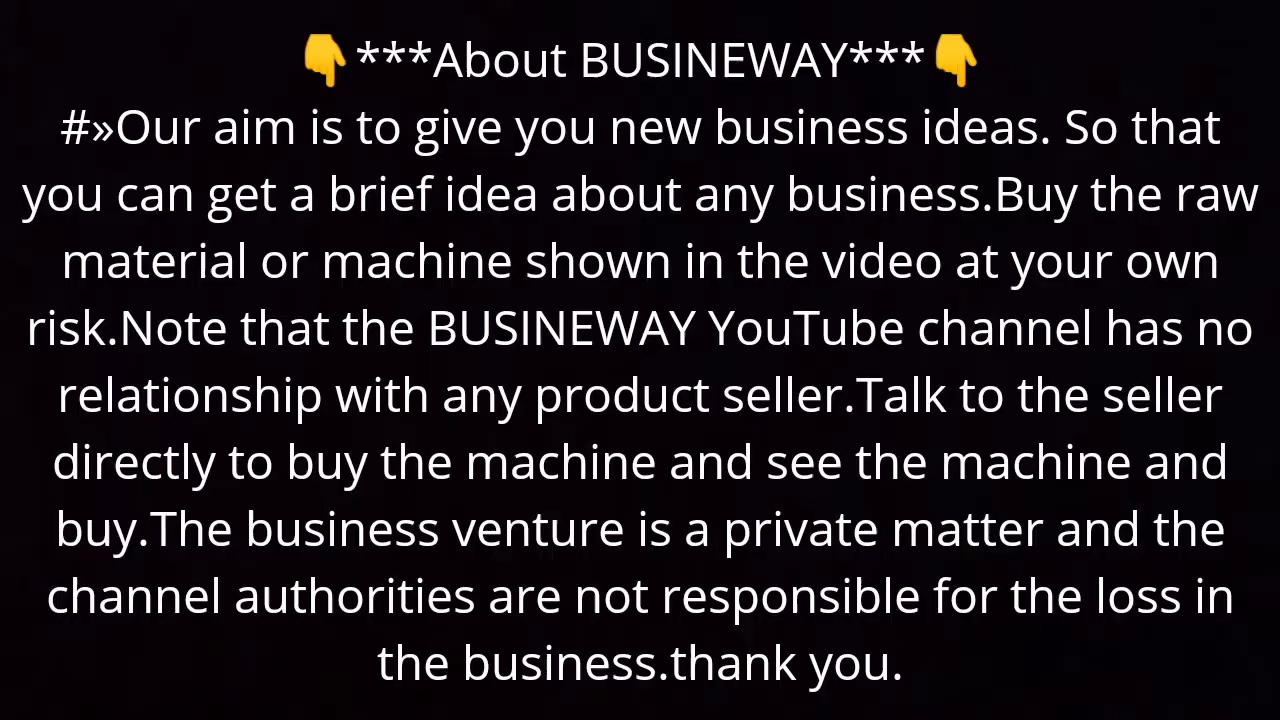 👇***About BUSINEWAY***👇
#»Our aim is to give you new business ideas. So that
you can get a brief idea about any business.Buy the raw
material or machine shown in the video at your own
risk.Note that the BUSINEWAY YouTube channel has no
relationship with any product seller.Talk to the seller
directly to buy the machine and see the machine and
buy.The business venture is a private matter and the
channel authorities are not responsible for the loss in
the business.thank you.